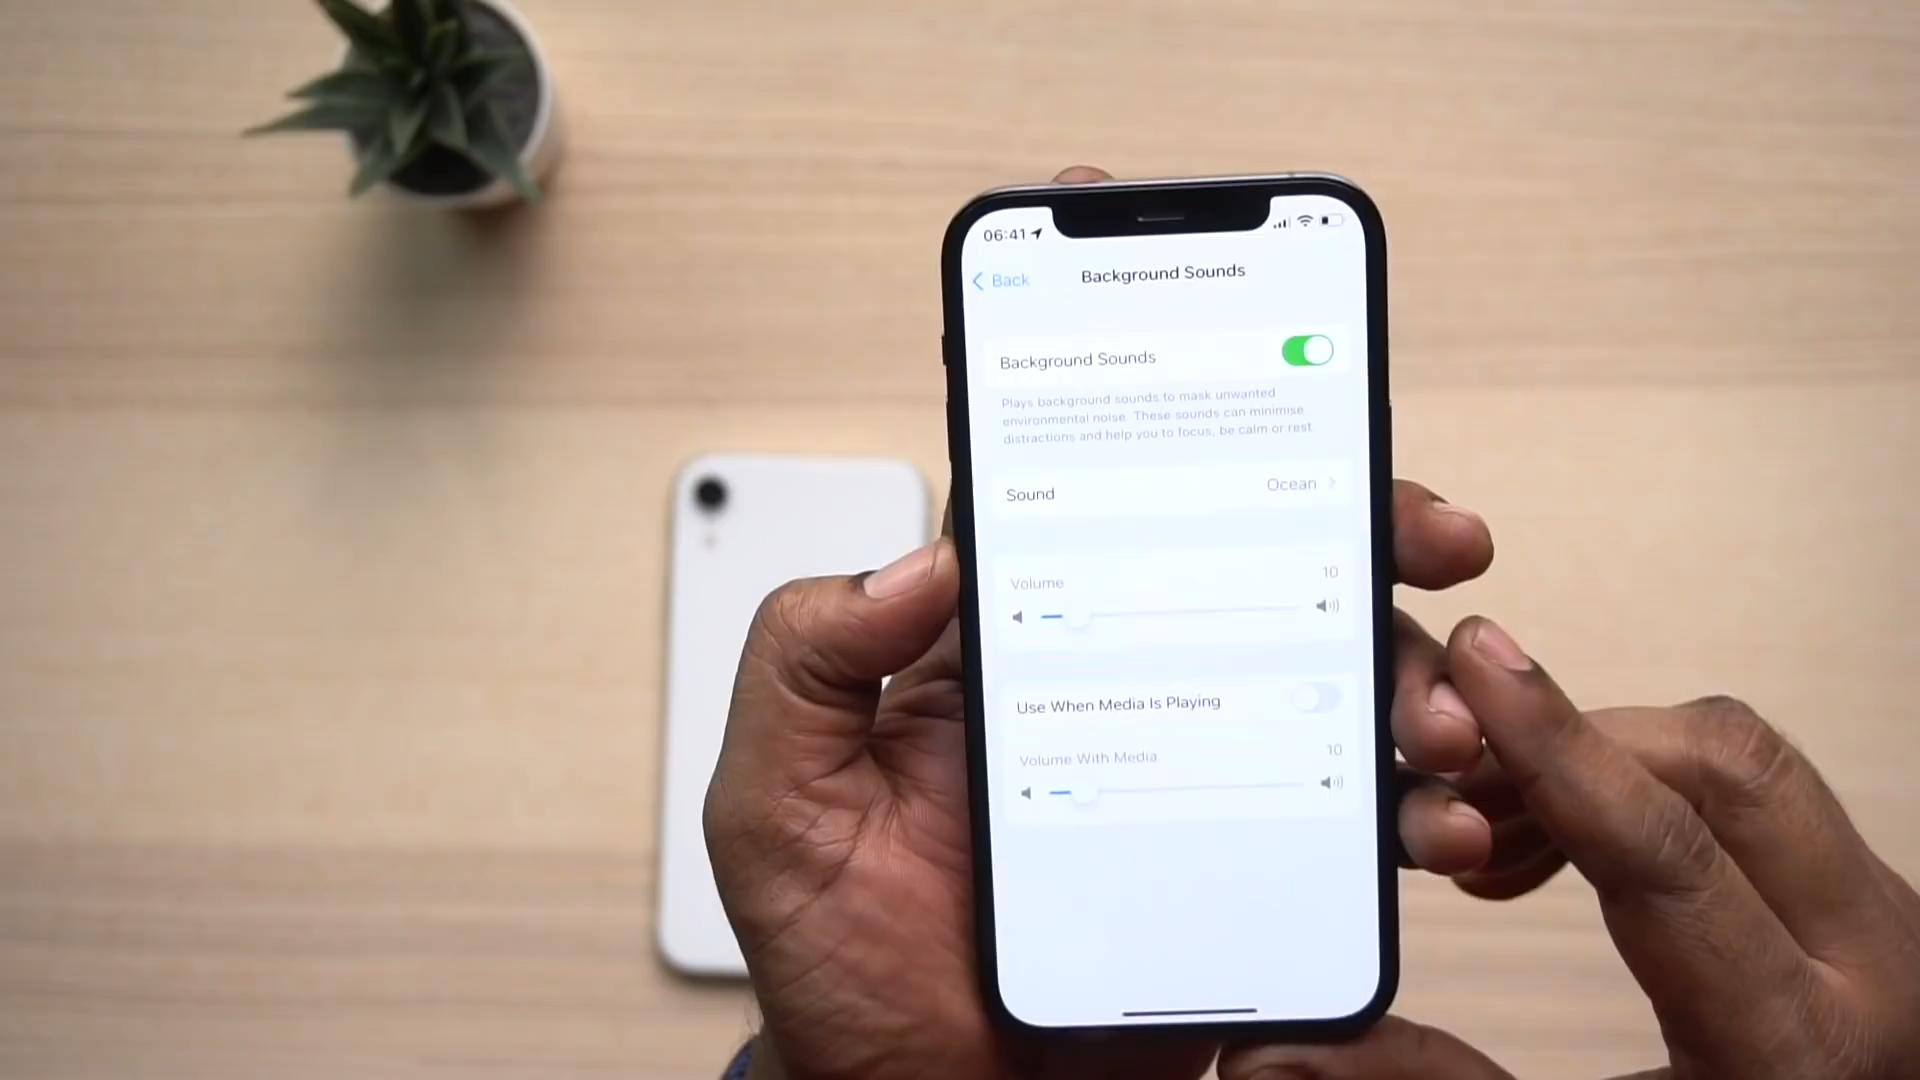 06:41
Back
Background Sounds
Background Sounds
Plays background sounds to mask unwanted
environmental noise. These sounds can minimise
distractions and help you to focus, be calm or rest.
Sound
Ocean
Volume
10
Use When Media Is Playing
Volume With Media
10